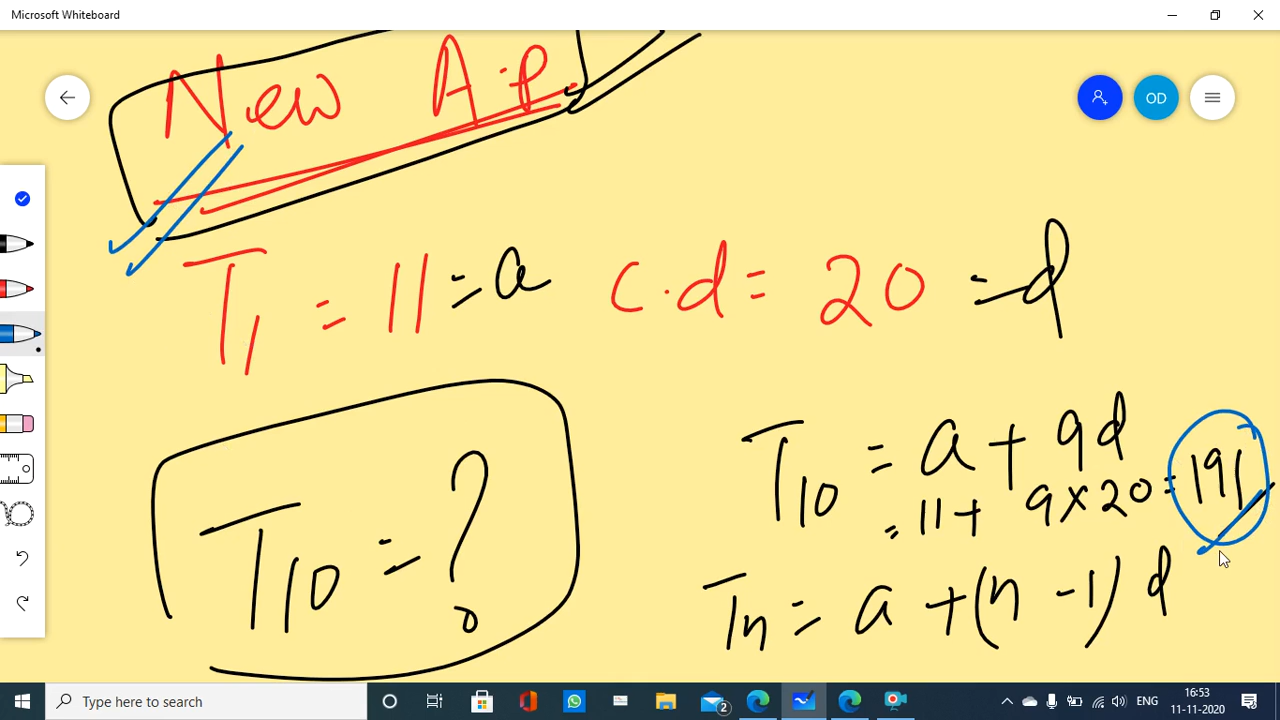 Microsoft Whiteboard
New A.P
OD
T1 = 11 = a c.d = 20 = d
T10 = ?
T10 = a + 9d
= 11 + 9 x 20 = 191
Tn = a + (n - 1) d
Type here to search
2
ENG
16:53
11-11-2020